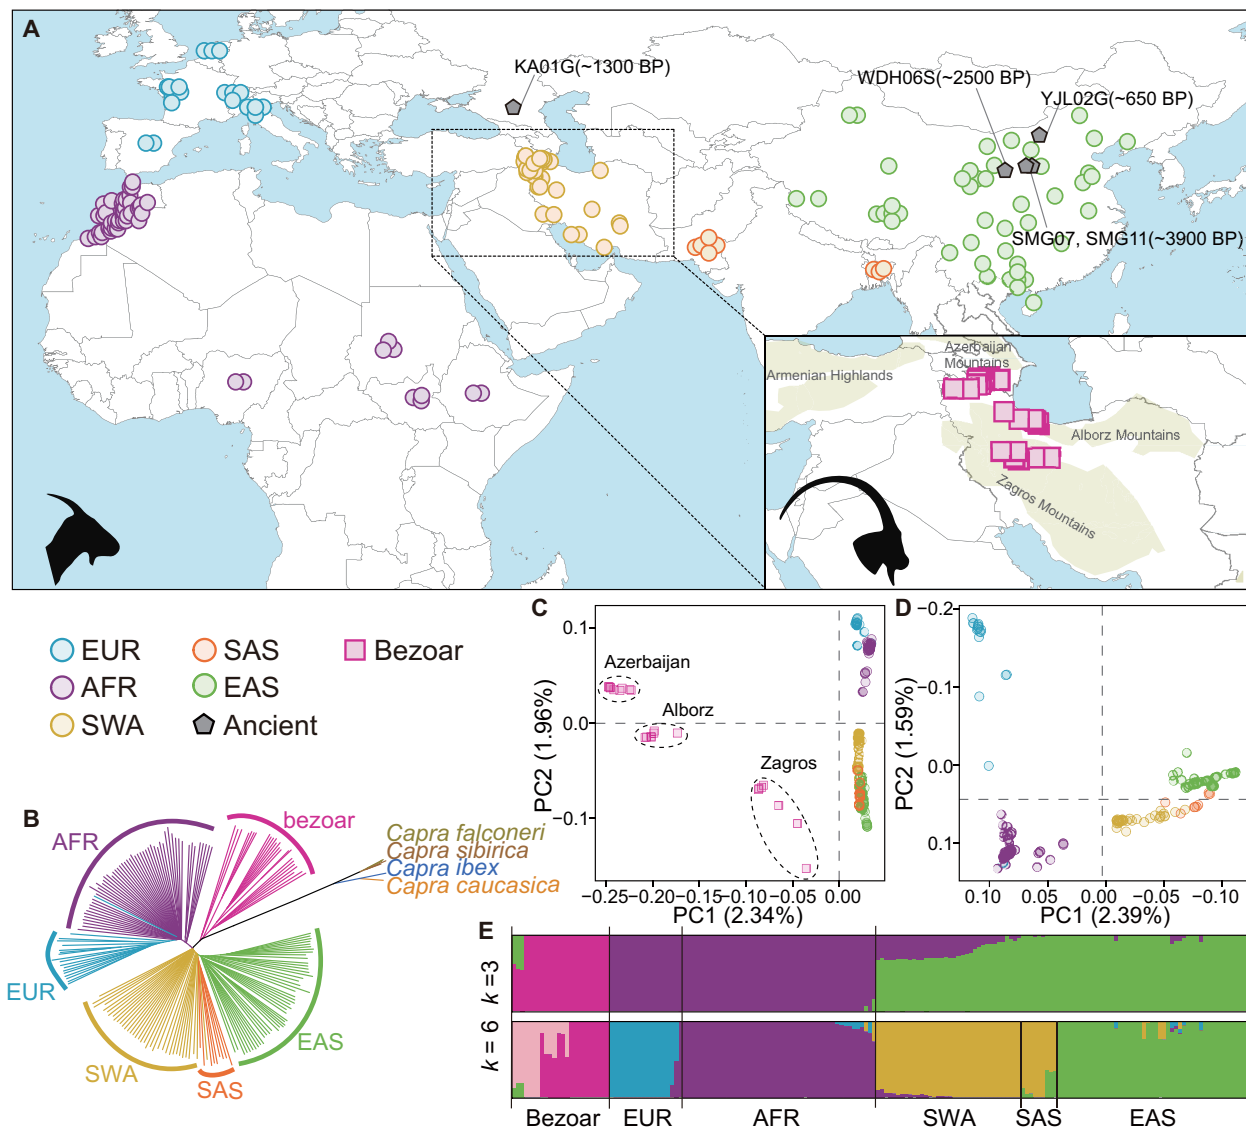 A
KA01G(~1300 BP)
WDH06S(~2500 BP)
YJL02G(~650 BP)
SMG07, SMG11(~3900 BP)
Azerbaijan
Mountains
Armenian Highlands
Alborz Mountains
Zagros Mountains
EUR
SAS
Bezoar
AFR
EAS
SWA
Ancient
B
AFR
bezoar
Capra falconeri
Capra sibirica
Capra ibex
Capra caucasica
EUR
EAS
SWA
SAS
C
0.1
0.0
−0.1
PC2 (1.96%)
Azerbaijan
Alborz
Zagros
−0.25
−0.20
−0.15
−0.10
−0.05
0.00
PC1 (2.34%)
D
−0.2
−0.1
0.0
0.1
PC2 (1.59%)
0.10
0.05
0.00
−0.05
−0.10
PC1 (2.39%)
E
k =3
k = 6
Bezoar
EUR
AFR
SWA
SAS
EAS